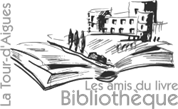 La Tour-d'Aigues
Les amis du livre
Bibliothèque